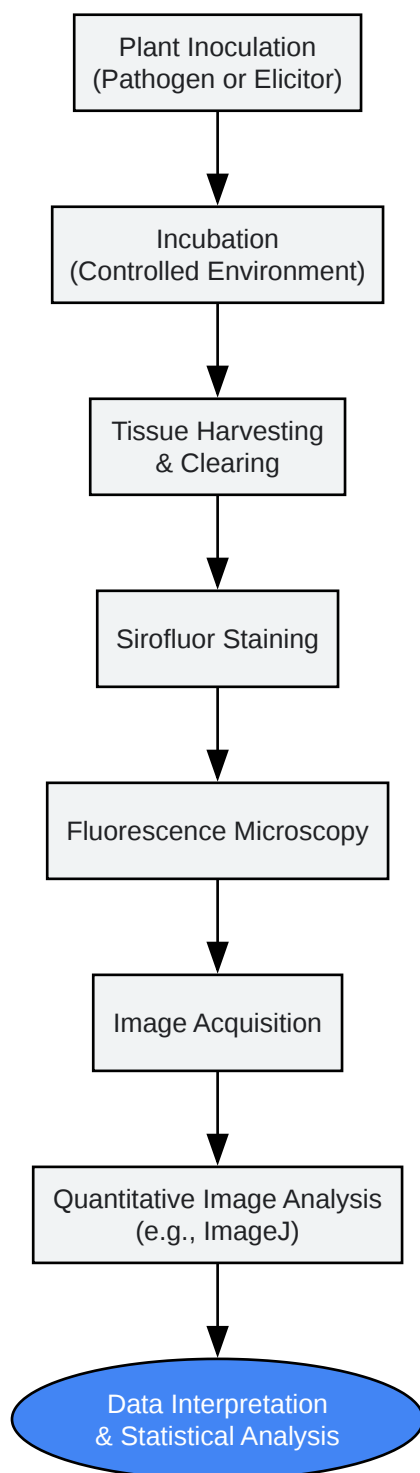 Plant Inoculation
(Pathogen or Elicitor)
Incubation
(Controlled Environment)
Tissue Harvesting
& Clearing
Sirofluor Staining
Fluorescence Microscopy
Image Acquisition
Quantitative Image Analysis
(e.g., ImageJ)
Data Interpretation
& Statistical Analysis